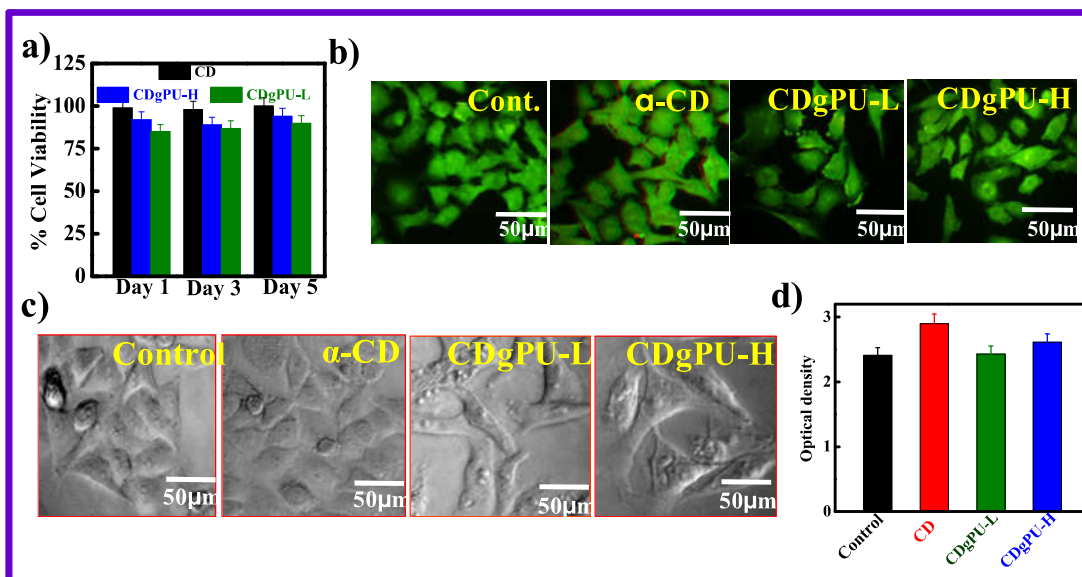 a)
125
100
75
50
25
0
% Cell Viability
CD
CDgPU-H
CDgPU-L
Day 1
Day 3
Day 5
b)
Cont.
α-CD
CDgPU-L
CDgPU-H
50μm
50μm
50μm
50μm
c)
Control
α-CD
CDgPU-L
CDgPU-H
50μm
50μm
50μm
50μm
d)
3
2
1
0
Optical density
Control
CD
CDgPU-L
CDgPU-H